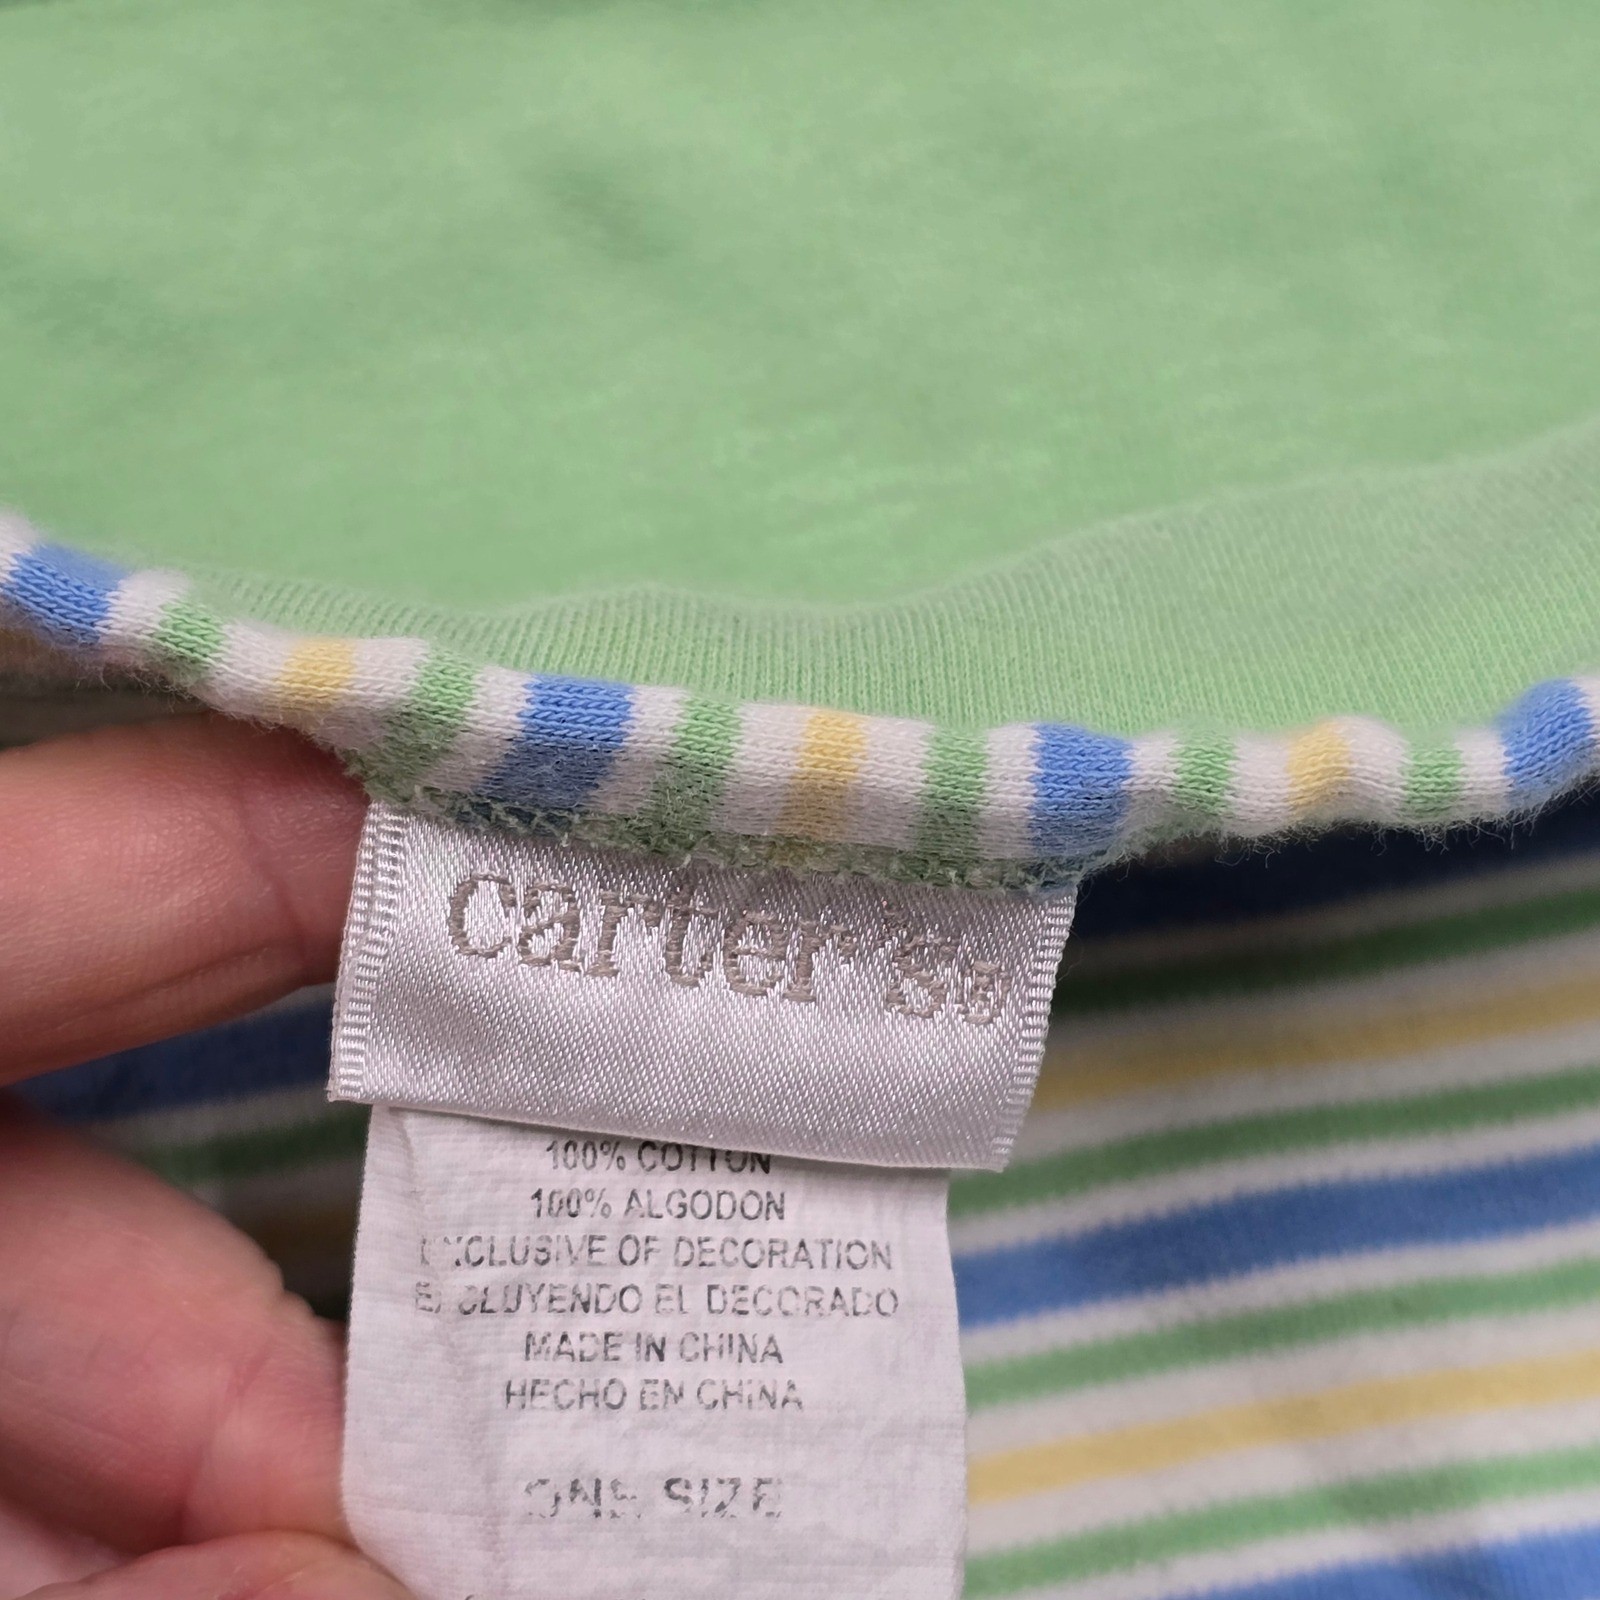 carter's®
100% COTTON
100% ALGODON
EXCLUSIVE OF DECORATION
EXCLUYENDO EL DECORADO
MADE IN CHINA
HECHO EN CHINA
ONE SIZE